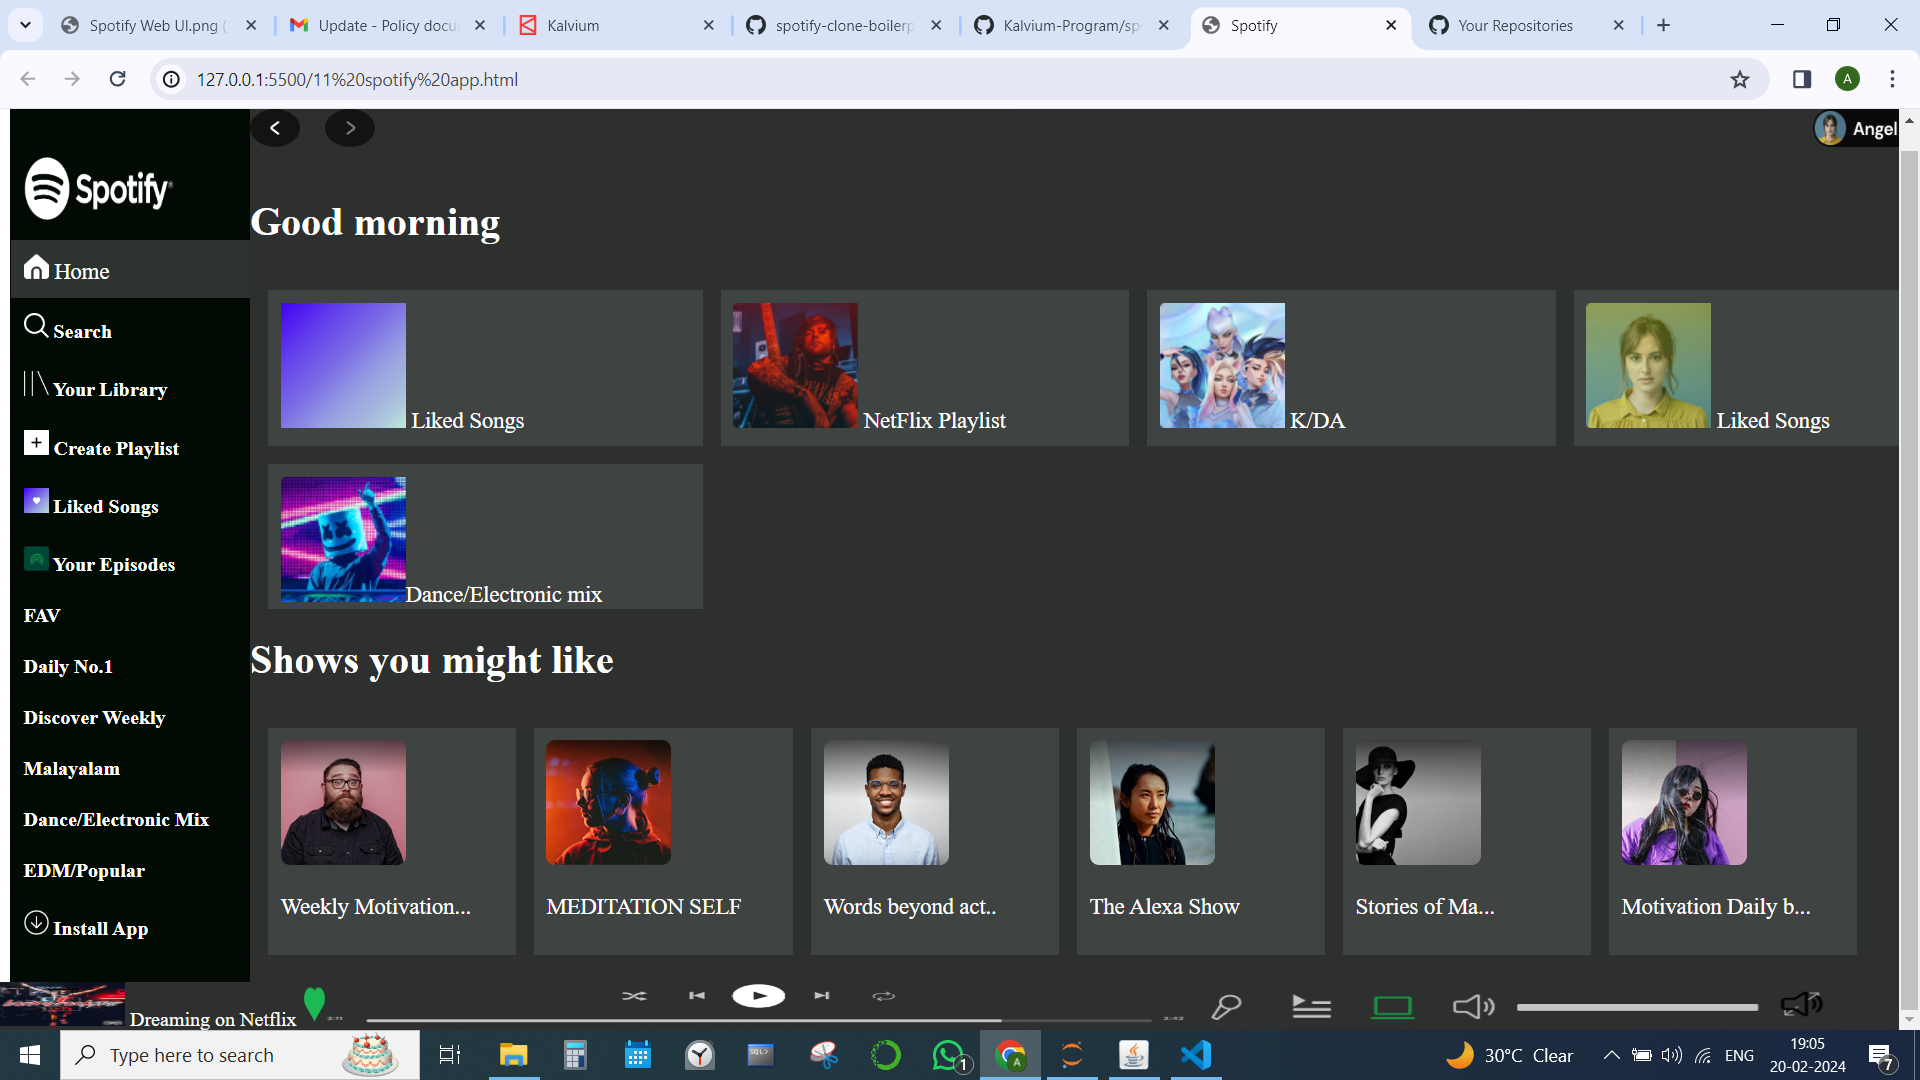 Spotify Web UI.png (
Update - Policy docu
Kalvium
spotify-clone-boilerp
Kalvium-Program/spo
Spotify
Your Repositories
127.0.0.1:5500/11%20spotify%20app.html
A
Angel
Spotify
Good morning
Home
Search
Your Library
Create Playlist
Liked Songs
Your Episodes
FAV
Daily No.1
Discover Weekly
Malayalam
Dance/Electronic Mix
EDM/Popular
Install App
Liked Songs
NetFlix Playlist
K/DA
Liked Songs
Dance/Electronic mix
Shows you might like
Weekly Motivation...
MEDITATION SELF
Words beyond act..
The Alexa Show
Stories of Ma...
Motivation Daily b...
Dreaming on Netflix
Type here to search
SQL>
1
A
30°C Clear
ENG
19:05
20-02-2024
7